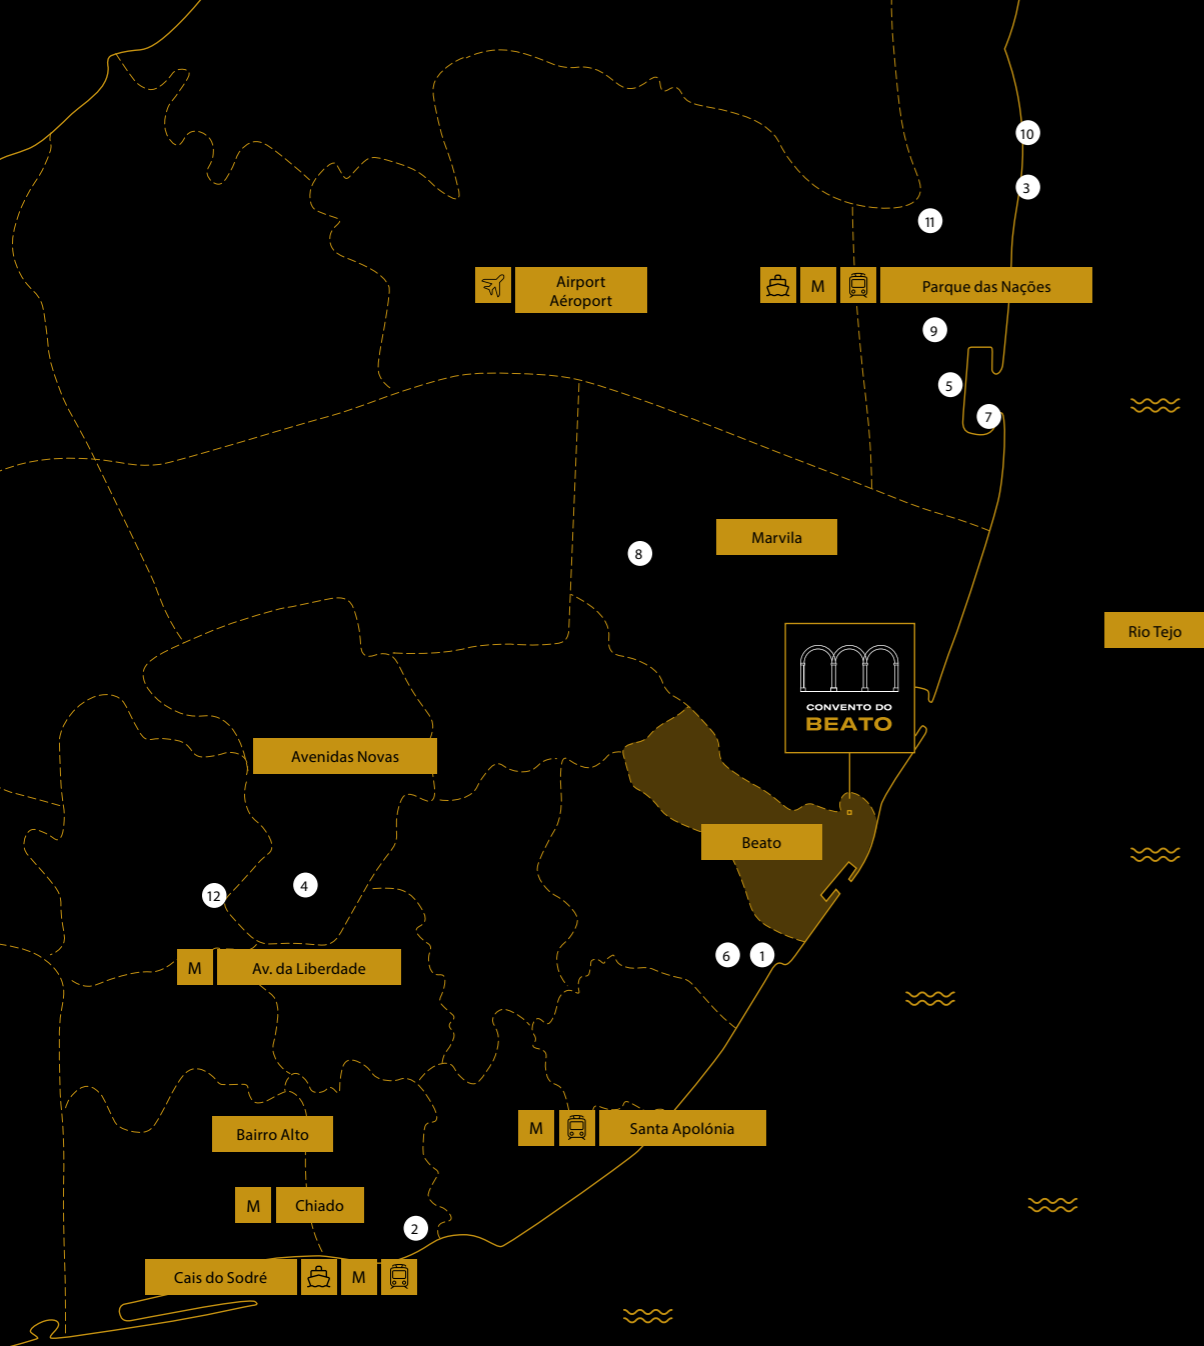 10
3
11
Airport
Aéroport
M
Parque das Nações
9
5
7
Marvila
8
Rio Tejo
CONVENTO DO
BEATO
Avenidas Novas
Beato
4
12
6
1
M
Av. da Liberdade
M
Santa Apolónia
Bairro Alto
M
Chiado
2
Cais do Sodré
M